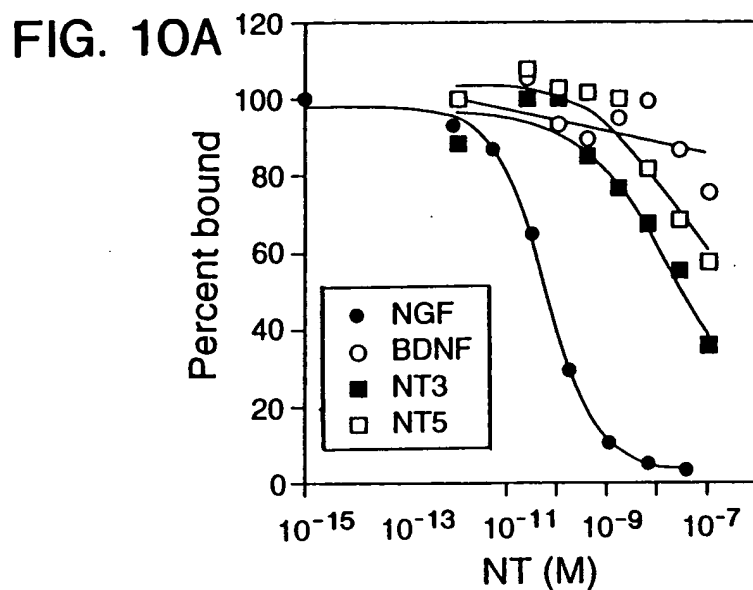 FIG. 10A
Percent bound
120
100
80
60
40
20
0
NGF
BDNF
NT3
NT5
10⁻¹⁵ 10⁻¹³ 10⁻¹¹ 10⁻⁹ 10⁻⁷
NT (M)